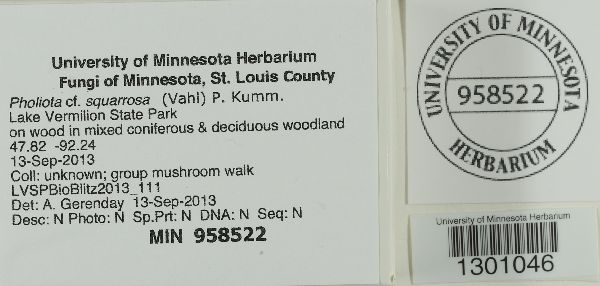 University of Minnesota Herbarium
Fungi of Minnesota, St. Louis County
Pholiota cf. squarrosa (Vahl) P. Kumm.
Lake Vermilion State Park
on wood in mixed coniferous & deciduous woodland
47.82 -92.24
13-Sep-2013
Coll: unknown; group mushroom walk
LVSPBioBlitz2013_111
Det: A. Gerenday 13-Sep-2013
Desc: N Photo: N Sp.Prt: N DNA: N Seq: N
MIN 958522
UNIVERSITY OF MINNESOTA
958522
HERBARIUM
University of Minnesota Herbarium
1301046